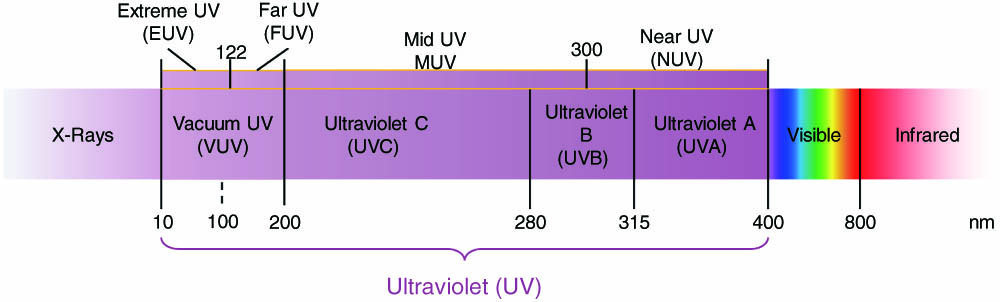 Extreme UV
(EUV)
Far UV
(FUV)
122
Mid UV
MUV
300
Near UV
(NUV)
X-Rays
Vacuum UV
(VUV)
Ultraviolet C
(UVC)
Ultraviolet
B
(UVB)
Ultraviolet A
(UVA)
Visible
Infrared
10
100
200
280
315
400
800
nm
Ultraviolet (UV)